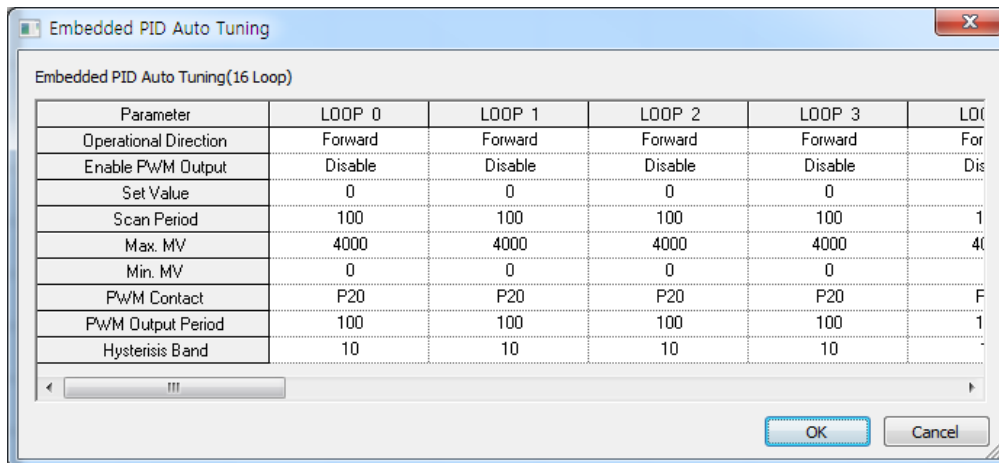 Embedded PID Auto Tuning
Embedded PID Auto Tuning(16 Loop)
Parameter LOOP 0 LOOP 1 LOOP 2 LOOP 3
Operational Direction Forward Forward Forward Forward
Enable PWM Output Disable Disable Disable Disable
Set Value 0 0 0 0
Scan Period 100 100 100 100
Max. MV 4000 4000 4000 4000
Min. MV 0 0 0 0
PWM Contact P20 P20 P20 P20
PWM Output Period 100 100 100 100
Hysterisis Band 10 10 10 10
OK Cancel